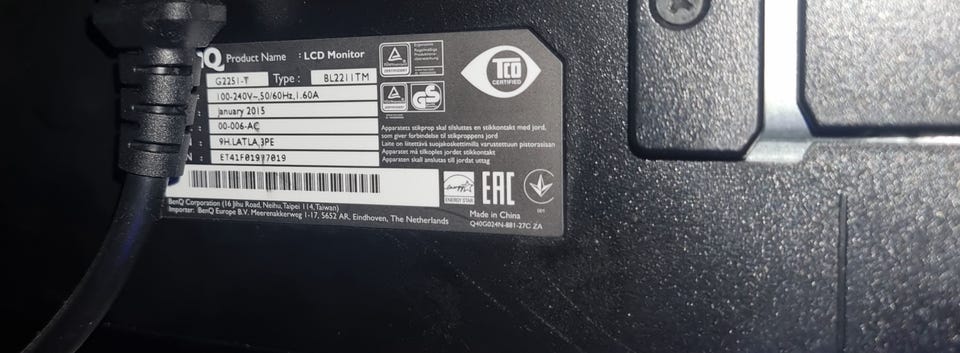 Q Product Name : LCD Monitor
G2251-T Type : BL2211TM
: 100-240V~,50/60Hz,1.60A
: January 2015
: 00-006-AC
: 9H.LATLA.3PE
N : ET41F01977019
TCO
CERTIFIED
GS
Apparatets stikprop skal tilsluttes en stikkontakt med jord,
som giver forbindelse til stikproppens jord
Laite on liitettävä suojakoskettimilla varustettuun pistorasiaan
Apparatet må tilkoples jordet stikkontakt
Apparaten skall anslutas till jordat uttag
ENERGY STAR
EAC
001
BenQ Corporation (16 Jihu Road, Neihu, Taipei 114, Taiwan)
Importer: BenQ Europe B.V. Meerenakkerweg 1-17, 5652 AR, Eindhoven, The Netherlands
Made in China
Q40G024N-881-27C ZA